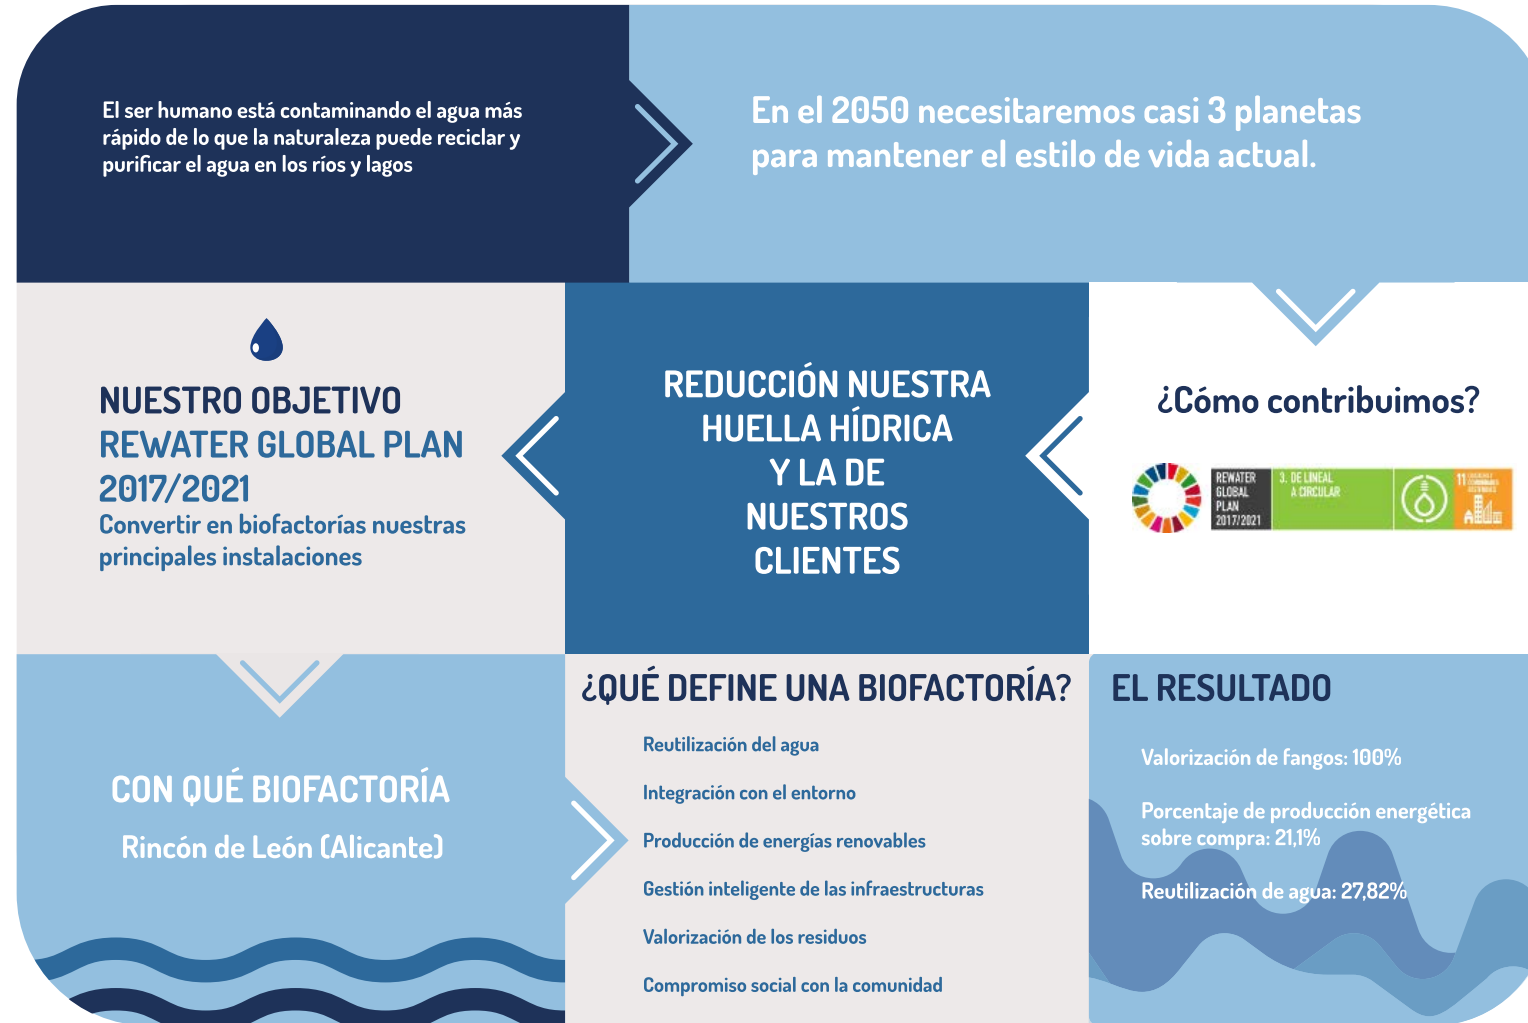 El ser humano está contaminando el agua más
rápido de lo que la naturaleza puede reciclar y
purificar el agua en los ríos y lagos
En el 2050 necesitaremos casi 3 planetas
para mantener el estilo de vida actual.
¿Cómo contribuimos?
REWATER
GLOBAL
PLAN
2017/2021
3. DE LINEAL
A CIRCULAR
11
REDUCCIÓN NUESTRA
HUELLA HÍDRICA
Y LA DE
NUESTROS
CLIENTES
NUESTRO OBJETIVO
REWATER GLOBAL PLAN
2017/2021
Convertir en biofactorías nuestras
principales instalaciones
CON QUÉ BIOFACTORÍA
Rincón de León (Alicante)
¿QUÉ DEFINE UNA BIOFACTORÍA?
Reutilización del agua
Integración con el entorno
Producción de energías renovables
Gestión inteligente de las infraestructuras
Valorización de los residuos
Compromiso social con la comunidad
EL RESULTADO
Valorización de fangos: 100%
Porcentaje de producción energética
sobre compra: 21,1%
Reutilización de agua: 27,82%